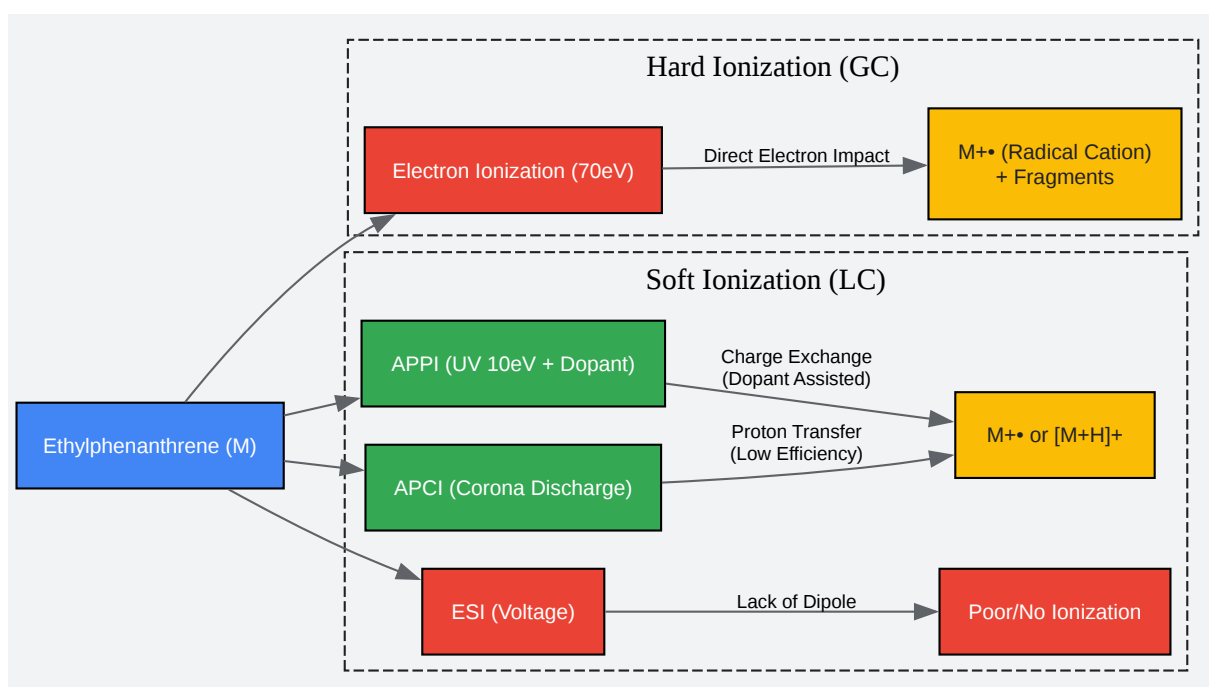 Hard Ionization (GC)
Electron Ionization (70eV)
Direct Electron Impact
M+• (Radical Cation)
+ Fragments
Soft Ionization (LC)
APPI (UV 10eV + Dopant)
Charge Exchange
(Dopant Assisted)
M+• or [M+H]+
Ethylphenanthrene (M)
APCI (Corona Discharge)
Proton Transfer
(Low Efficiency)
ESI (Voltage)
Lack of Dipole
Poor/No Ionization